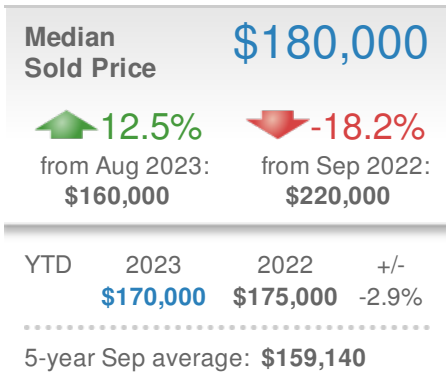 Median
Sold Price
$180,000
12.5%
-18.2%
from Aug 2023:
$160,000
from Sep 2022:
$220,000
YTD 2023 2022 +/-
$170,000 $175,000 -2.9%
5-year Sep average: $159,140